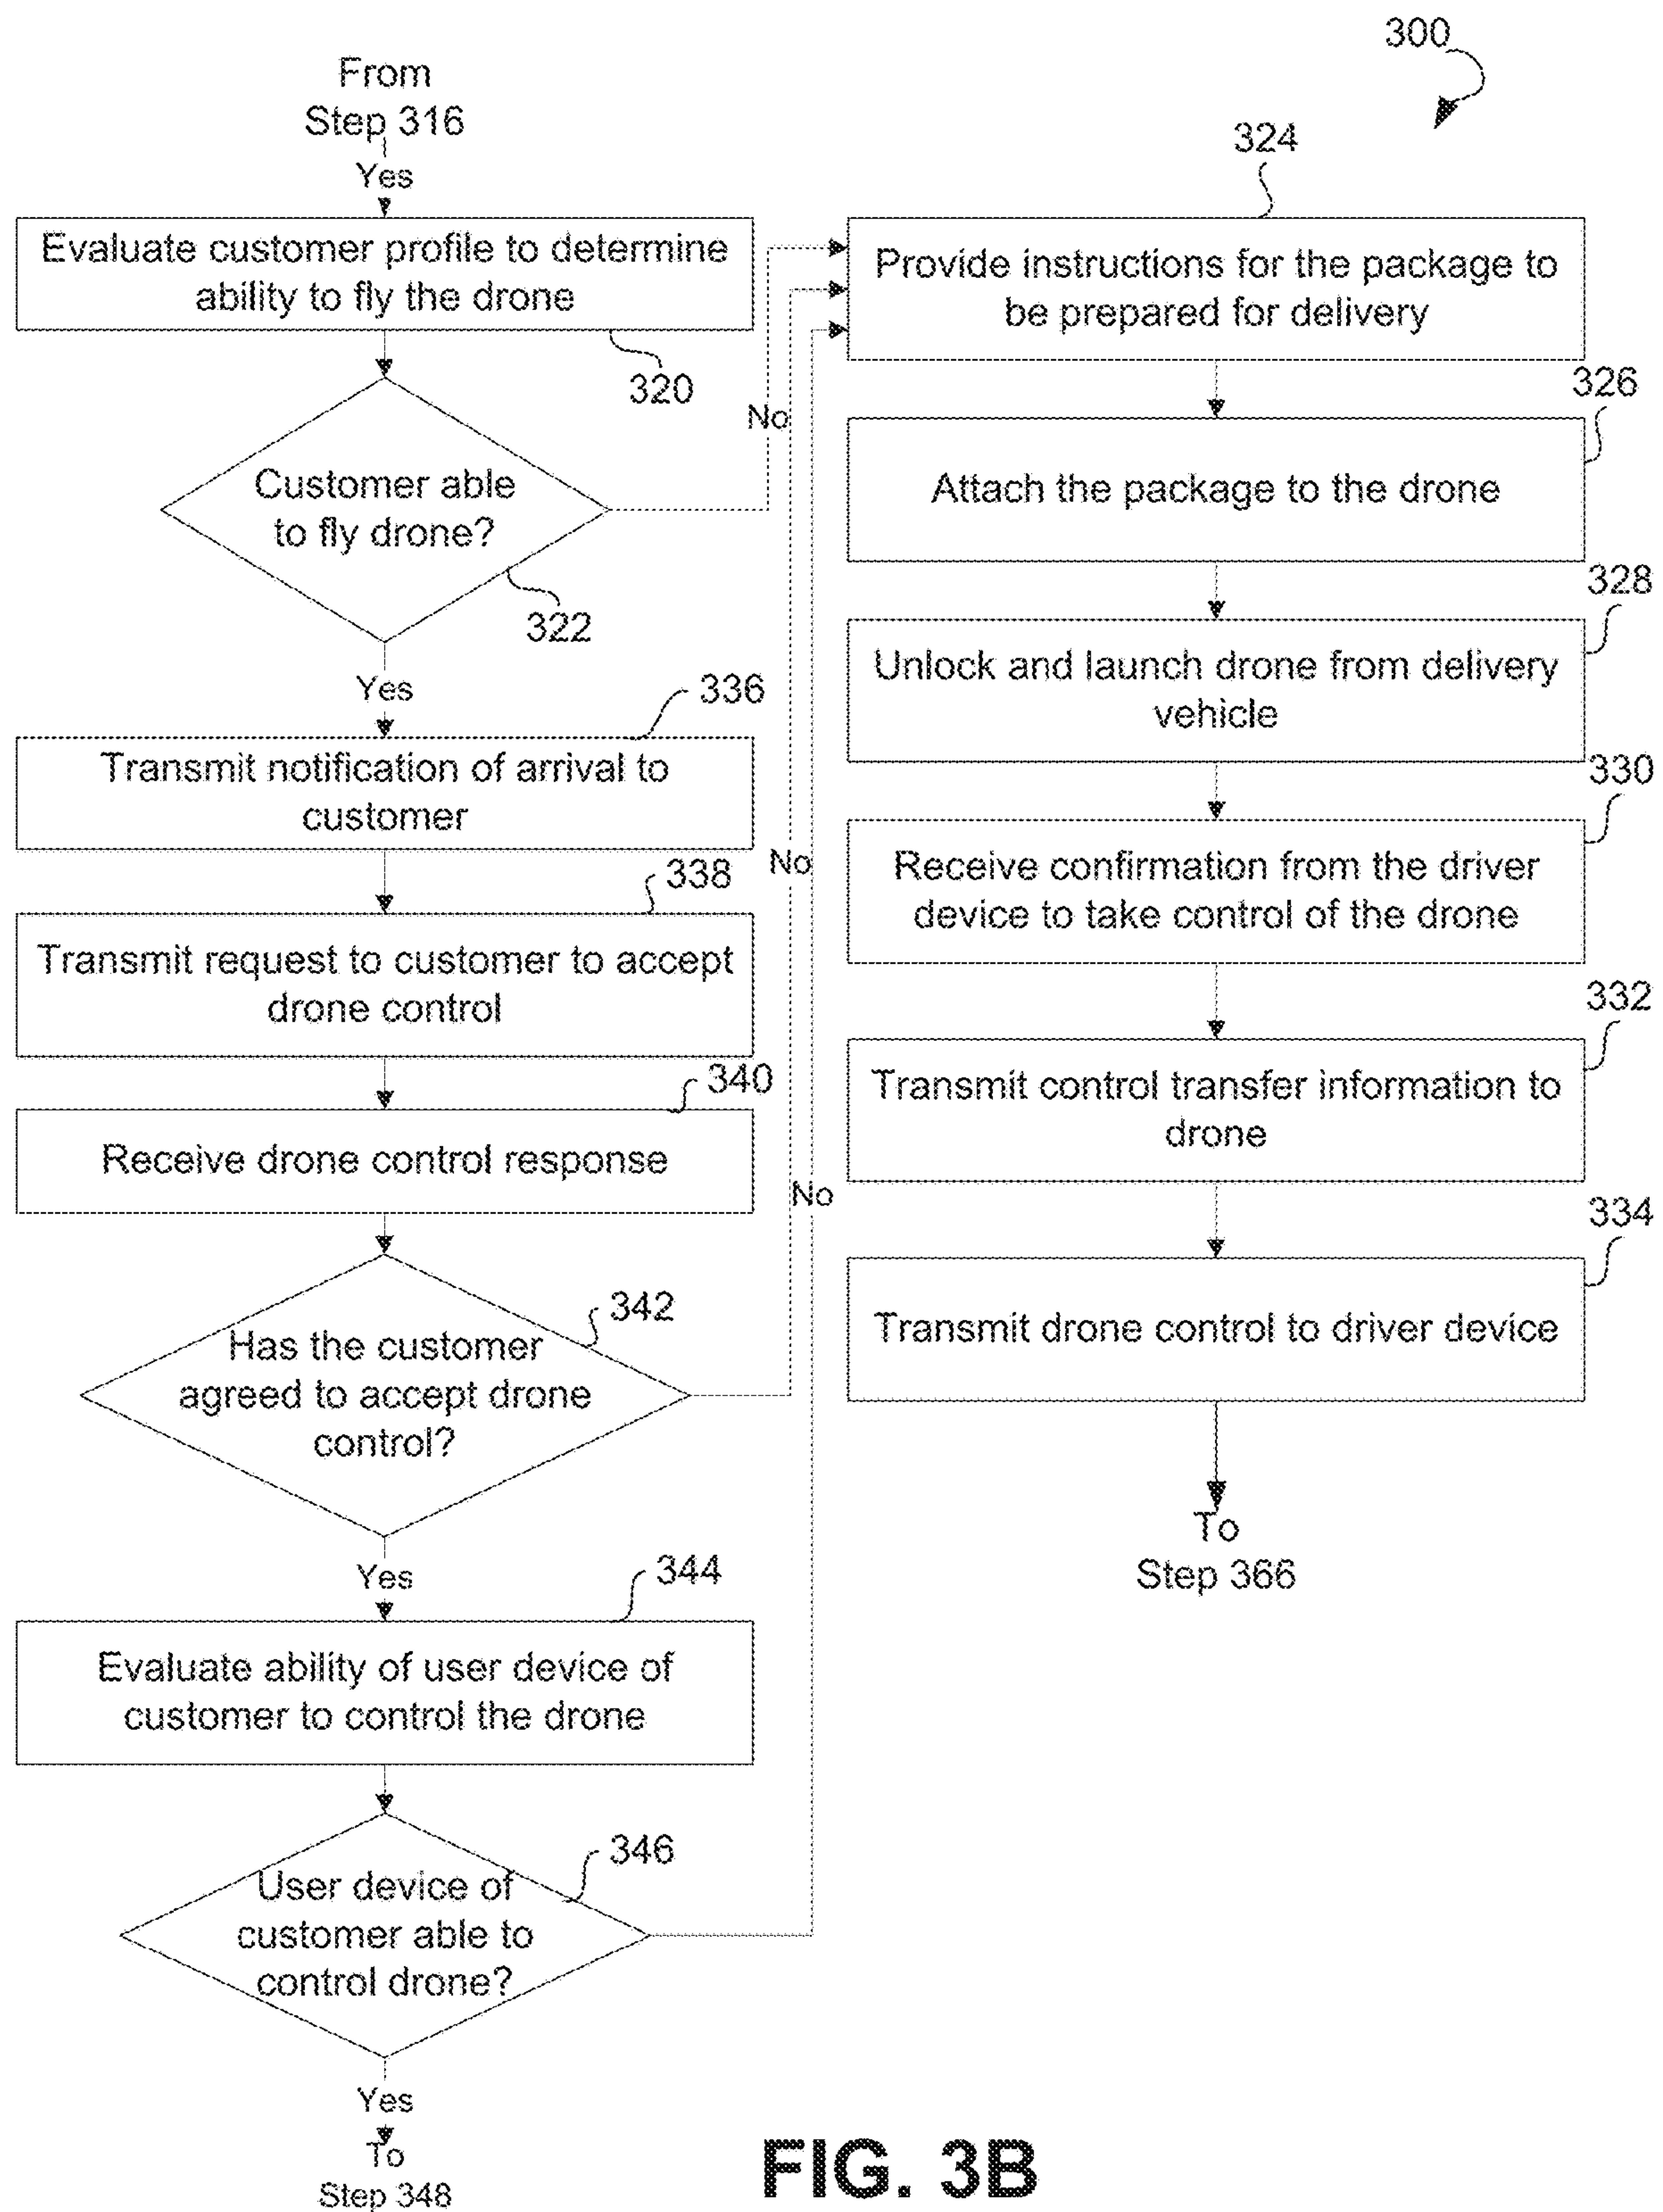 300
From
Step 316
Yes
Evaluate customer profile to determine
ability to fly the drone
320
Customer able
to fly drone?
322
No
Yes
336
Transmit notification of arrival to
customer
338
Transmit request to customer to accept
drone control
340
Receive drone control response
342
Has the customer
agreed to accept drone
control?
No
Yes
344
Evaluate ability of user device of
customer to control the drone
346
User device of
customer able to
control drone?
No
Yes
To
Step 348
324
Provide instructions for the package to
be prepared for delivery
326
Attach the package to the drone
328
Unlock and launch drone from delivery
vehicle
330
Receive confirmation from the driver
device to take control of the drone
332
Transmit control transfer information to
drone
334
Transmit drone control to driver device
To
Step 366
FIG. 3B